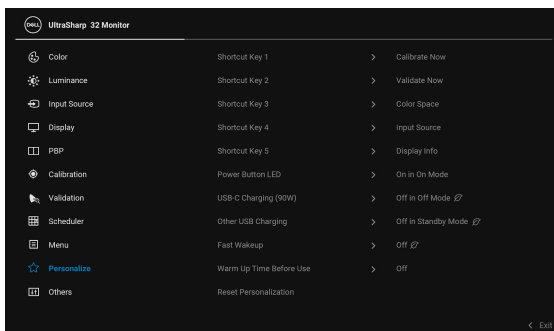 DELL UltraSharp 32 Monitor
Color Shortcut Key 1 Calibrate Now
Luminance Shortcut Key 2 Validate Now
Input Source Shortcut Key 3 Color Space
Display Shortcut Key 4 Input Source
PBP Shortcut Key 5 Display Info
Calibration Power Button LED On in On Mode
Validation USB-C Charging (90W) Off in Off Mode
Scheduler Other USB Charging Off in Standby Mode
Menu Fast Wakeup Off
Personalize Warm Up Time Before Use Off
Others Reset Personalization
Exit